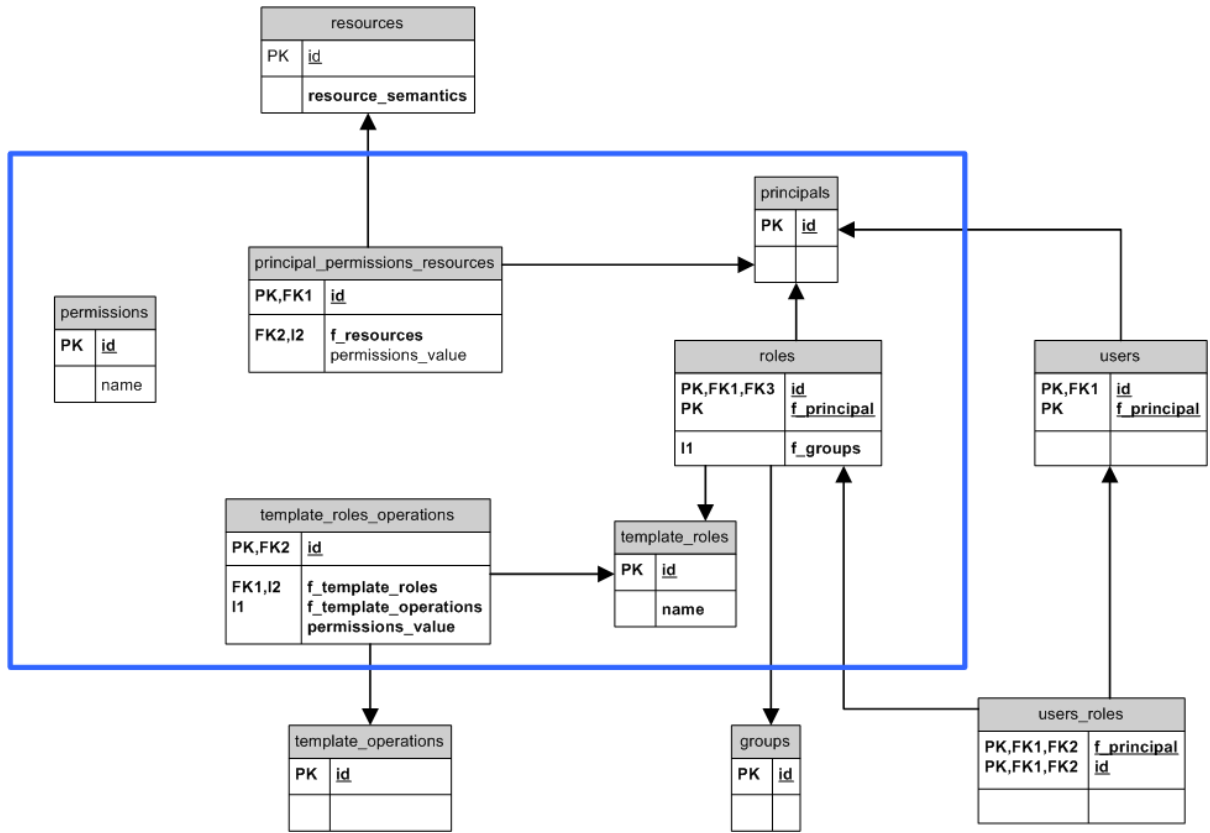 resources
PK id
resource_semantics
principals
PK id
principal_permissions_resources
PK,FK1 id
FK2,I2 f_resources
permissions_value
permissions
PK id
name
roles
PK,FK1,FK3 id
PK f_principal
I1 f_groups
users
PK,FK1 id
PK f_principal
template_roles_operations
PK,FK2 id
FK1,I2 f_template_roles
I1 f_template_operations
permissions_value
template_roles
PK id
name
template_operations
PK id
groups
PK id
users_roles
PK,FK1,FK2 f_principal
PK,FK1,FK2 id